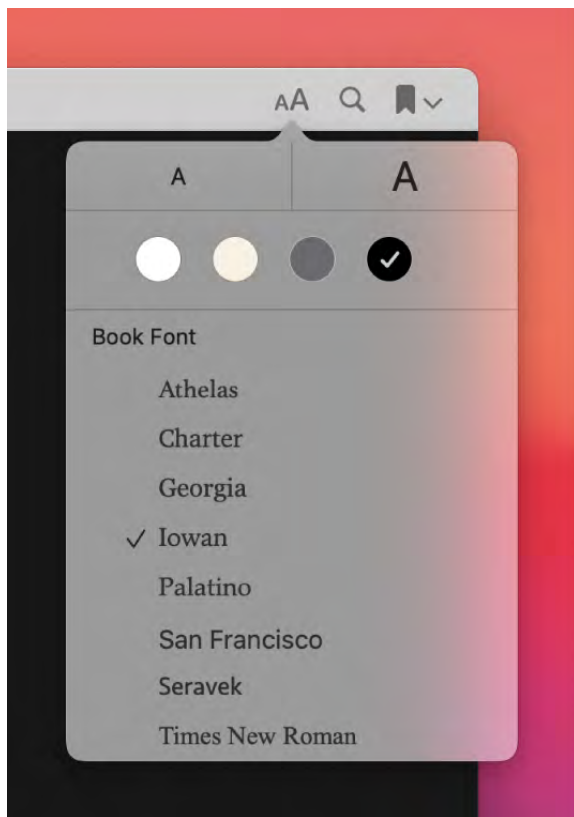 AA
A A
Book Font
Athelas
Charter
Georgia
Iowan
Palatino
San Francisco
Seravek
Times New Roman